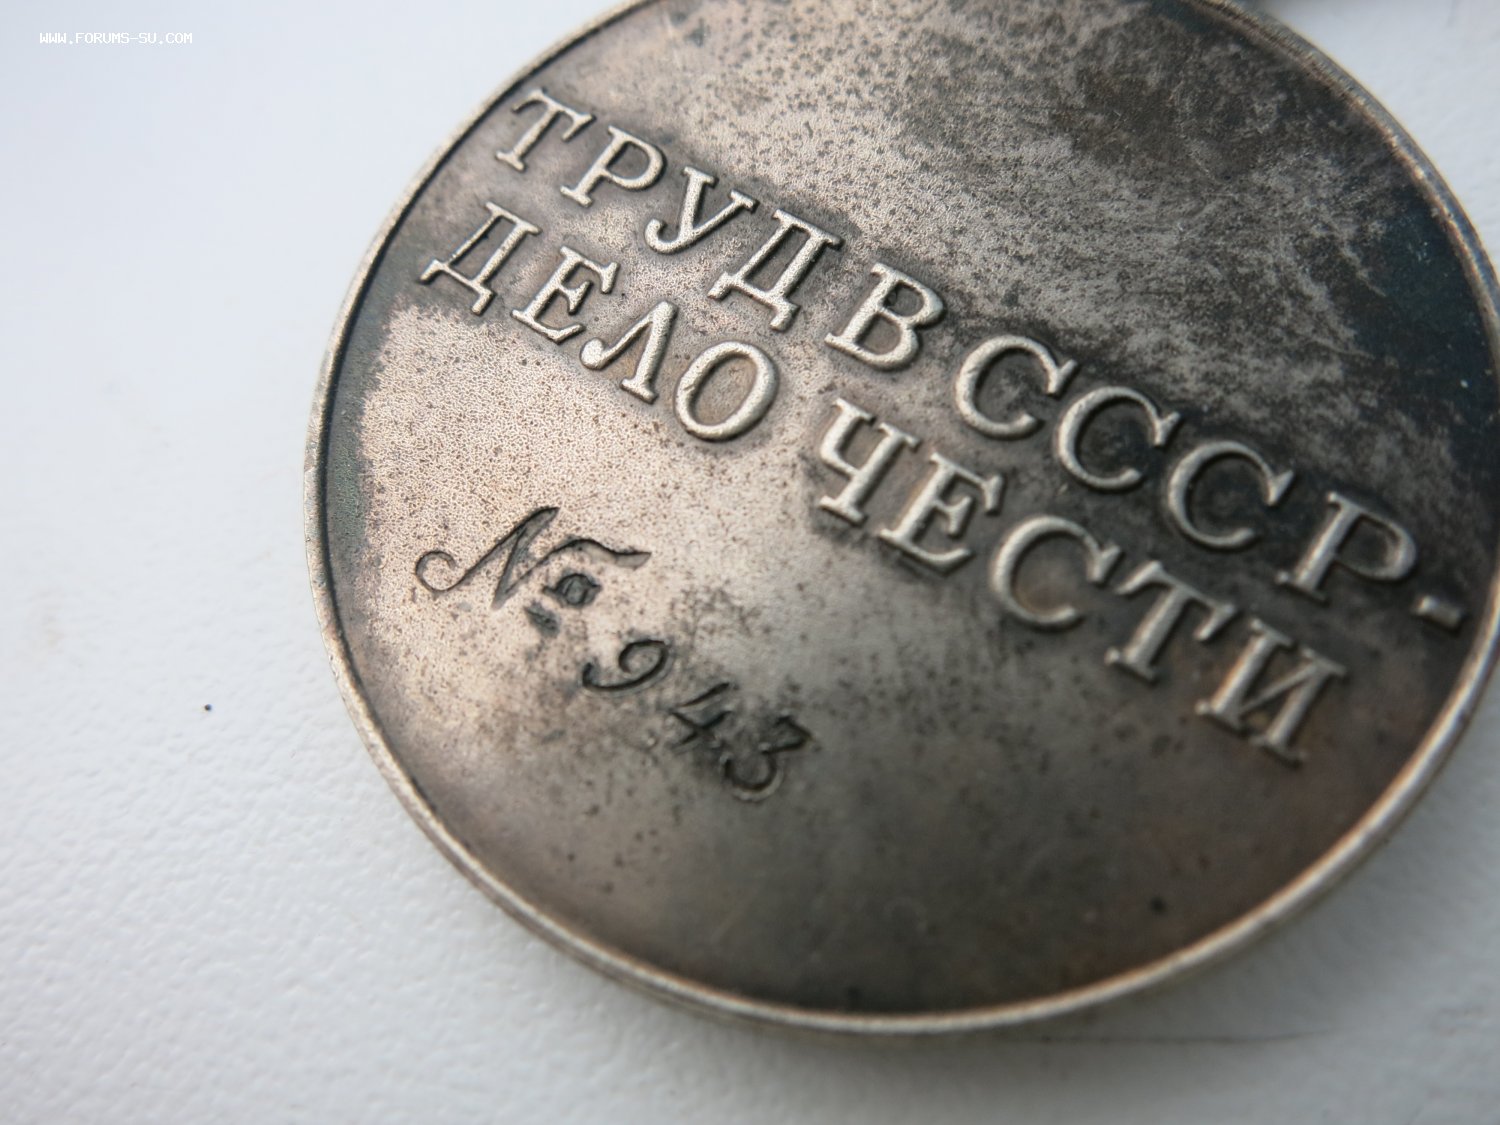 WWW.FORUMS-SU.COM
ТРУД В СССР-
ДЕЛО ЧЕСТИ
№ 943